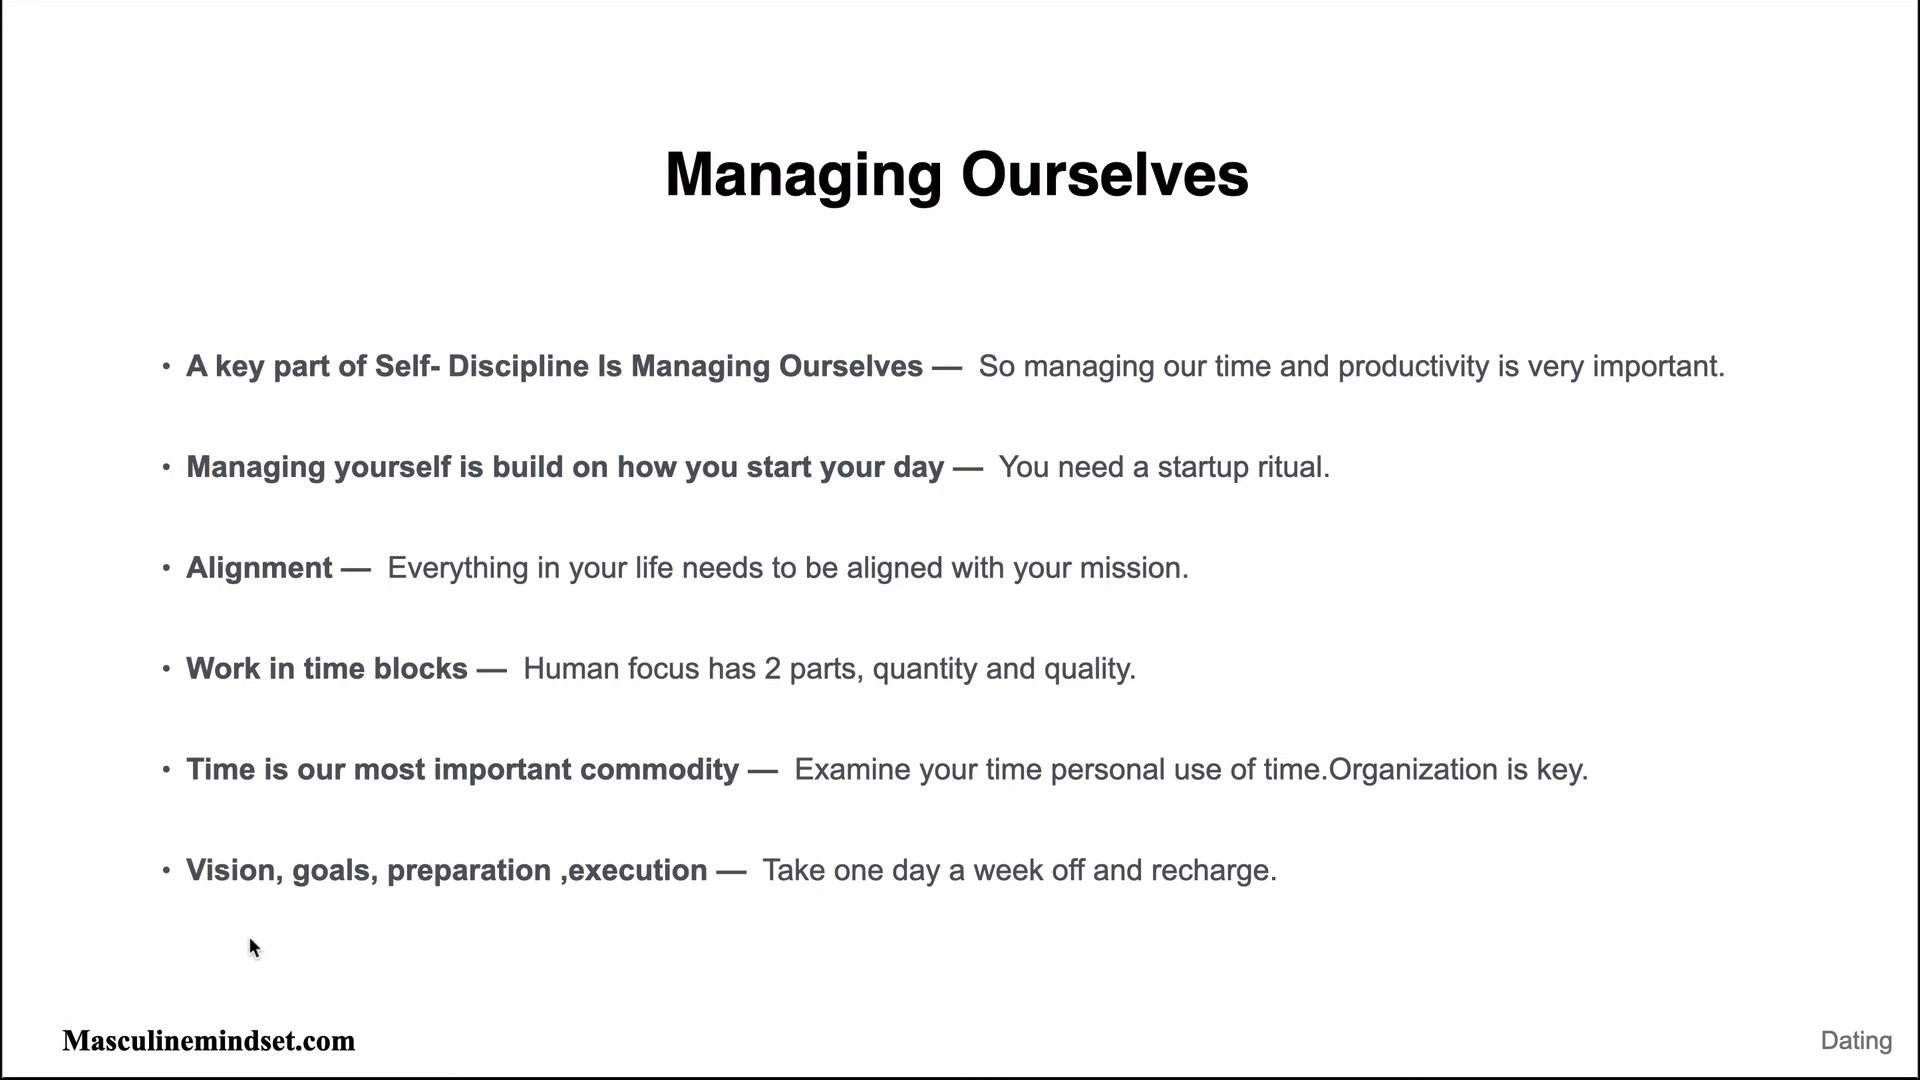 Managing Ourselves
• A key part of Self- Discipline Is Managing Ourselves — So managing our time and productivity is very important.
• Managing yourself is build on how you start your day — You need a startup ritual.
• Alignment — Everything in your life needs to be aligned with your mission.
• Work in time blocks — Human focus has 2 parts, quantity and quality.
• Time is our most important commodity — Examine your time personal use of time.Organization is key.
• Vision, goals, preparation ,execution — Take one day a week off and recharge.
Masculinemindset.com
Dating